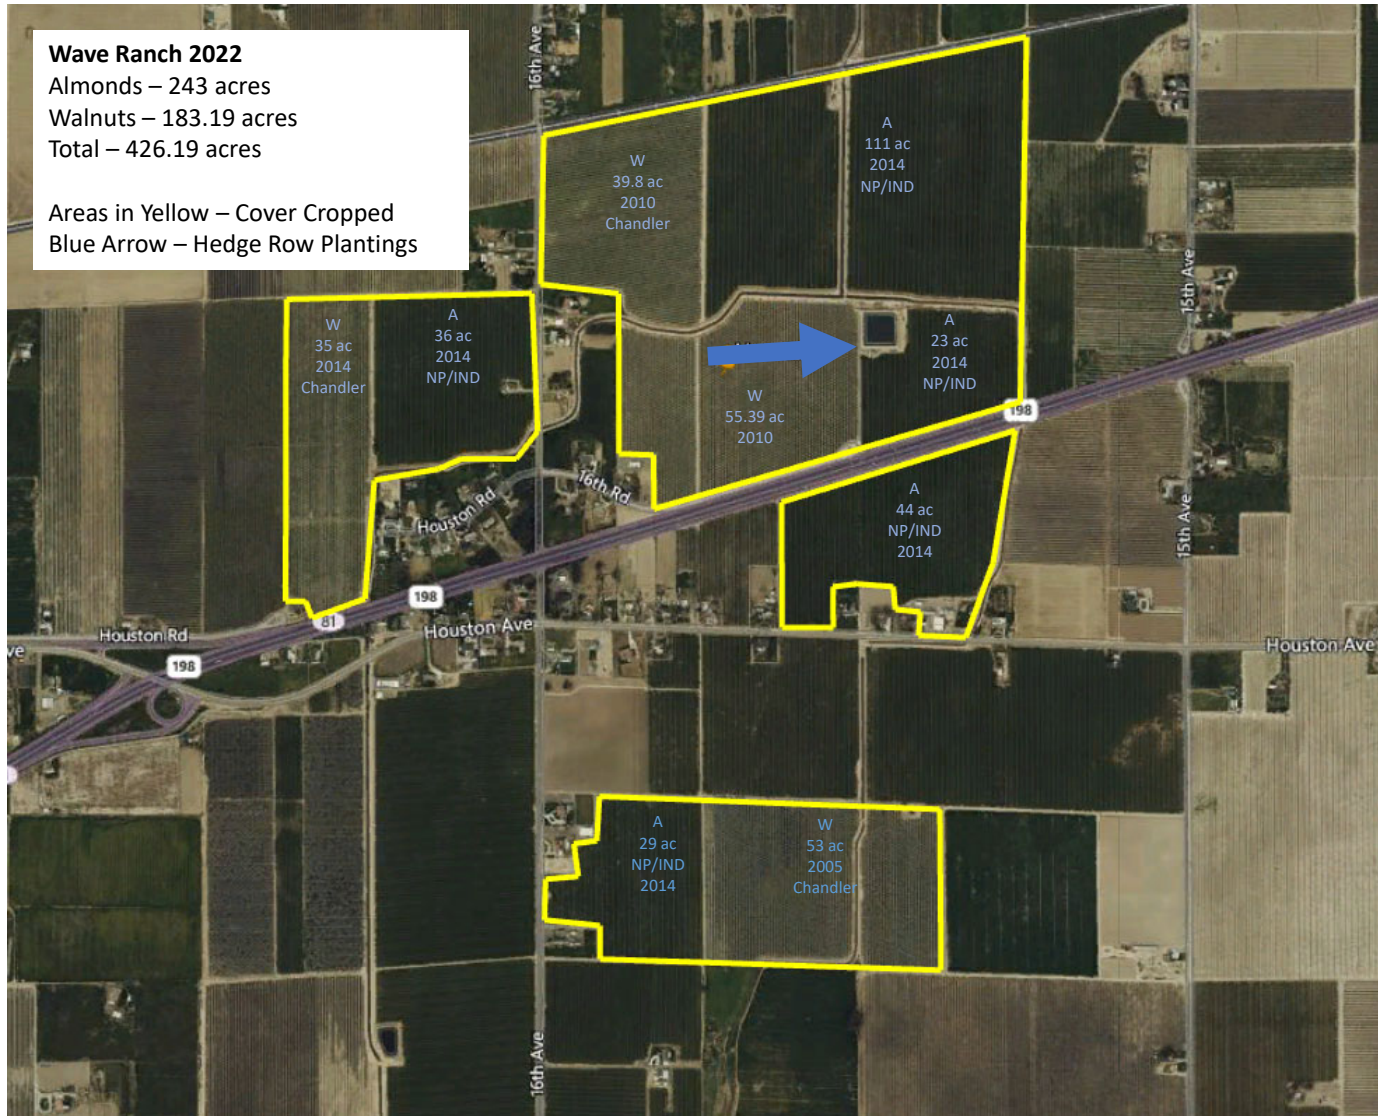 Wave Ranch 2022
Almonds – 243 acres
Walnuts – 183.19 acres
Total – 426.19 acres
Areas in Yellow – Cover Cropped
Blue Arrow – Hedge Row Plantings
16th Ave
W
39.8 ac
2010
Chandler
A
111 ac
2014
NP/IND
15th Ave
W
35 ac
2014
Chandler
A
36 ac
2014
NP/IND
A
23 ac
2014
NP/IND
W
55.39 ac
2010
198
16th Rd
Houston Rd
A
44 ac
NP/IND
2014
15th Ave
198
81
Houston Rd
Houston Ave
Houston Ave
ve
198
A
29 ac
NP/IND
2014
W
53 ac
2005
Chandler
16th Ave